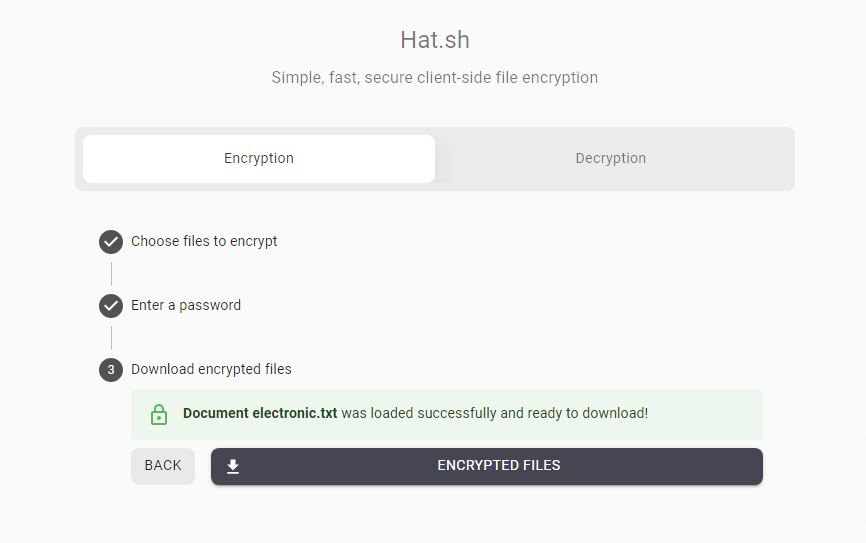 Hat.sh
Simple, fast, secure client-side file encryption
Encryption
Decryption
Choose files to encrypt
Enter a password
3 Download encrypted files
Document electronic.txt was loaded successfully and ready to download!
BACK
ENCRYPTED FILES